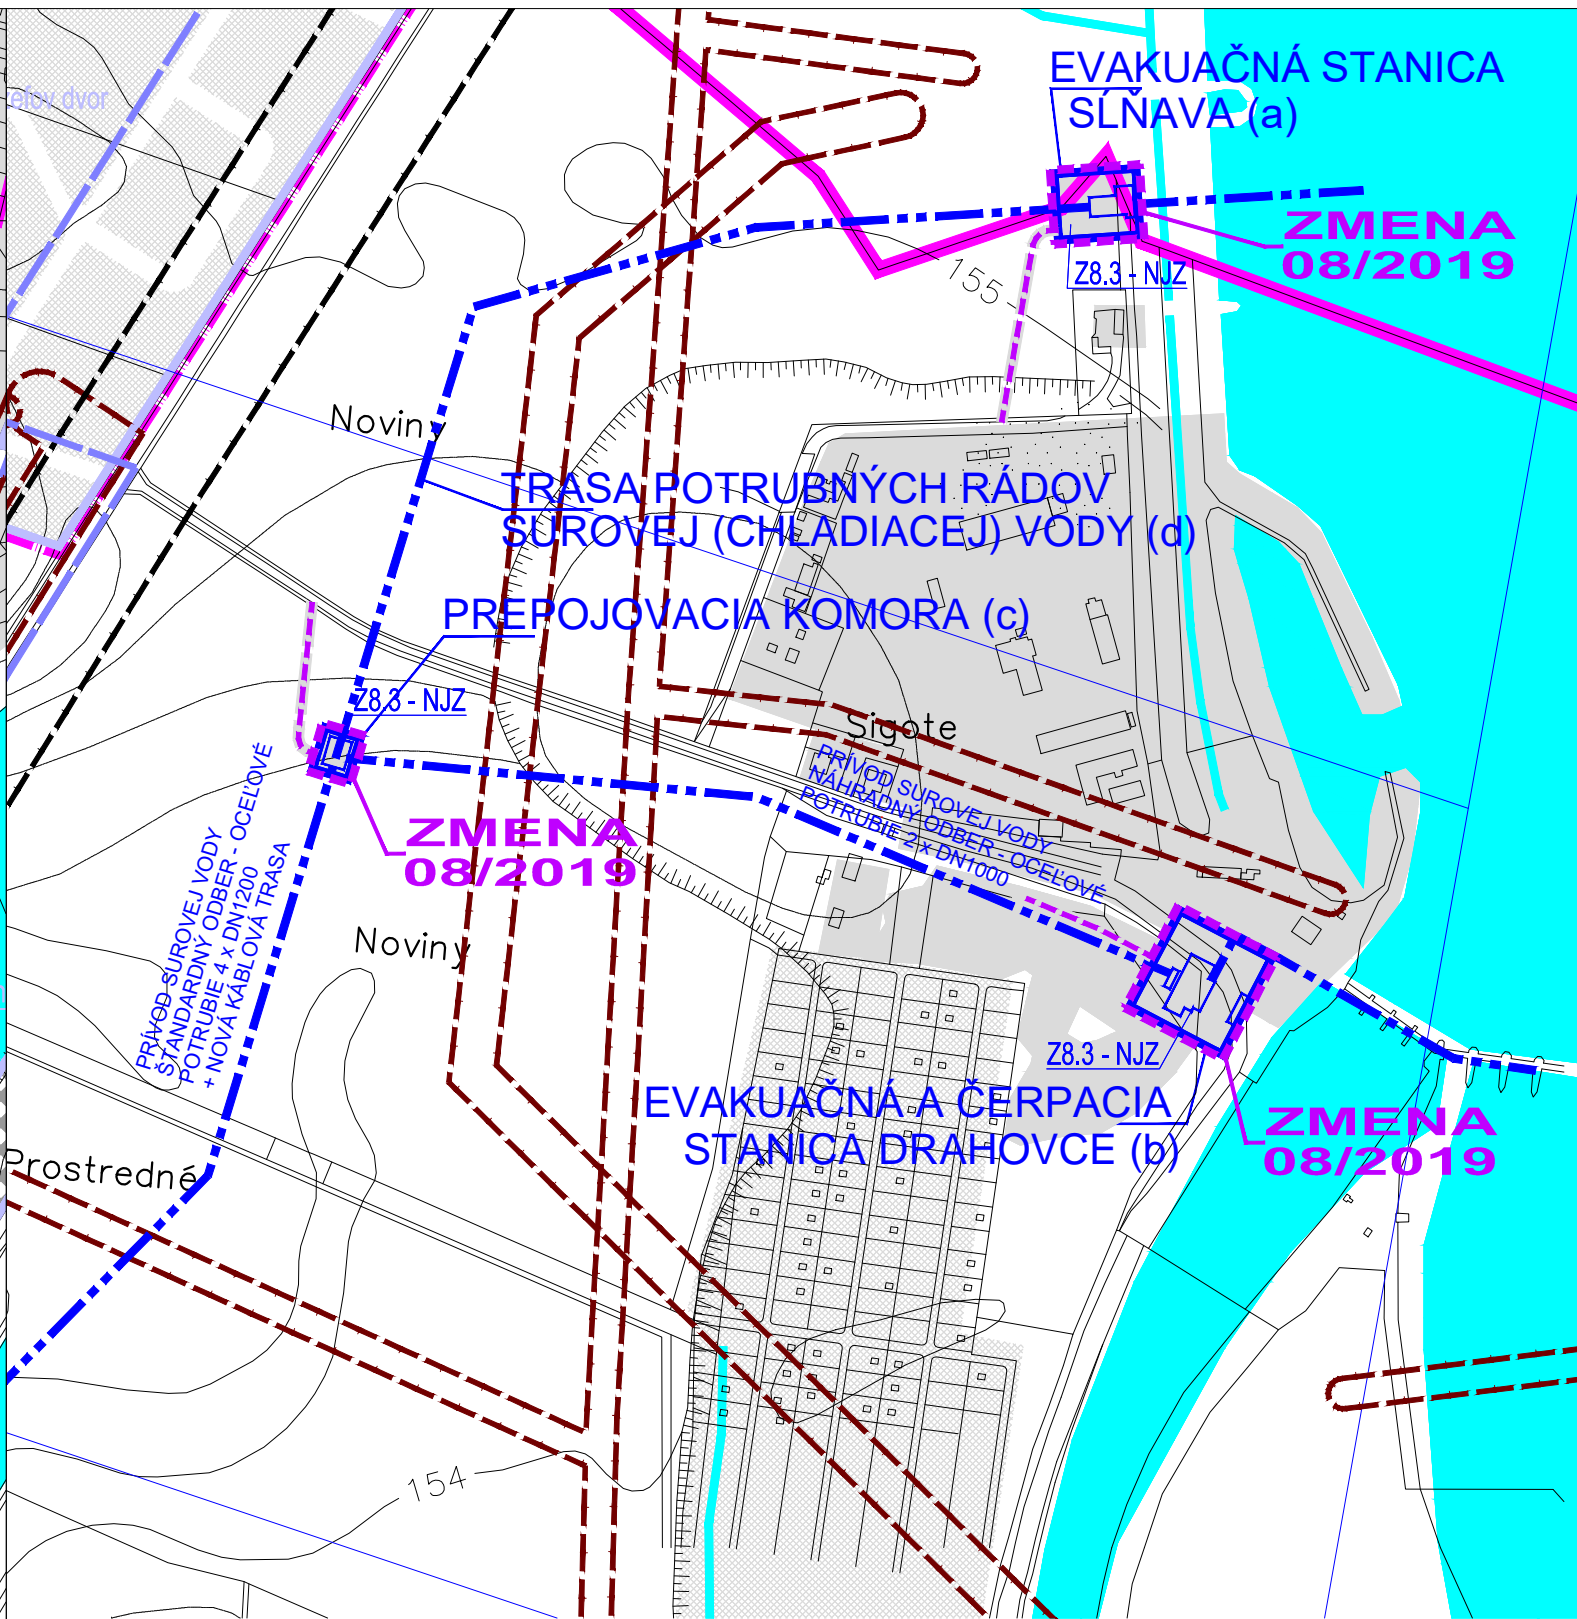 EVAKUAČNÁ STANICA
SĹŇAVA (a)
efov dvor
ZMENA
08/2019
Z8.3 - NJZ
155
Noviny
TRASA POTRUBNÝCH RÁDOV
SUROVEJ (CHLADIACEJ) VODY (d)
PREPOJOVACIA KOMORA (c)
Z8.3 - NJZ
Sigote
PRÍVOD SUROVEJ VODY
NÁHRADNÝ ODBER - OCEĽOVÉ
POTRUBIE 2 x DN1000
ZMENA
08/2019
PRÍVOD SUROVEJ VODY
ŠTANDARDNÝ ODBER - OCEĽOVÉ
POTRUBIE 4 x DN1200
+ NOVÁ KÁBLOVÁ TRASA
Noviny
Z8.3 - NJZ
EVAKUAČNÁ A ČERPACIA
STANICA DRAHOVCE (b)
ZMENA
08/2019
Prostredné
154